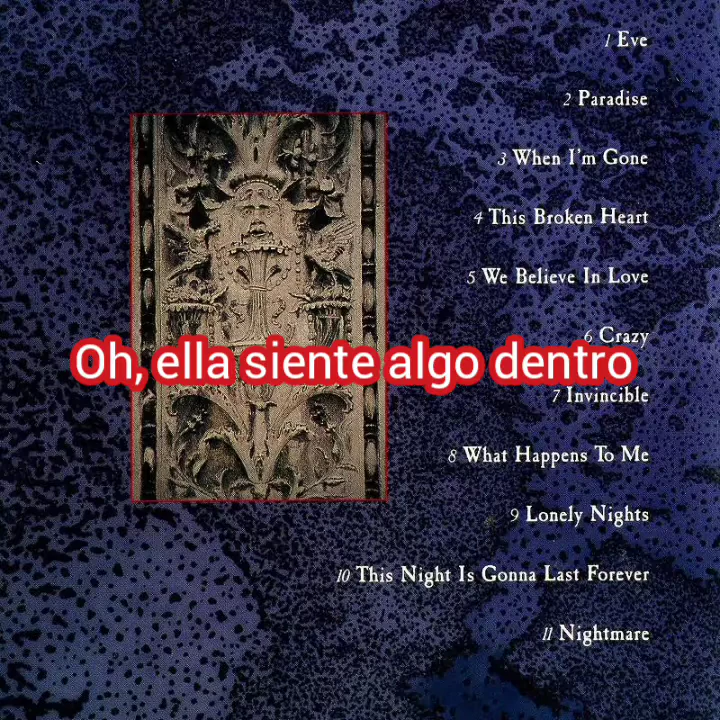 1 Eve
2 Paradise
3 When I'm Gone
4 This Broken Heart
5 We Believe In Love
6 Crazy
Oh, ella siente algo dentro
7 Invincible
8 What Happens To Me
9 Lonely Nights
10 This Night Is Gonna Last Forever
11 Nightmare